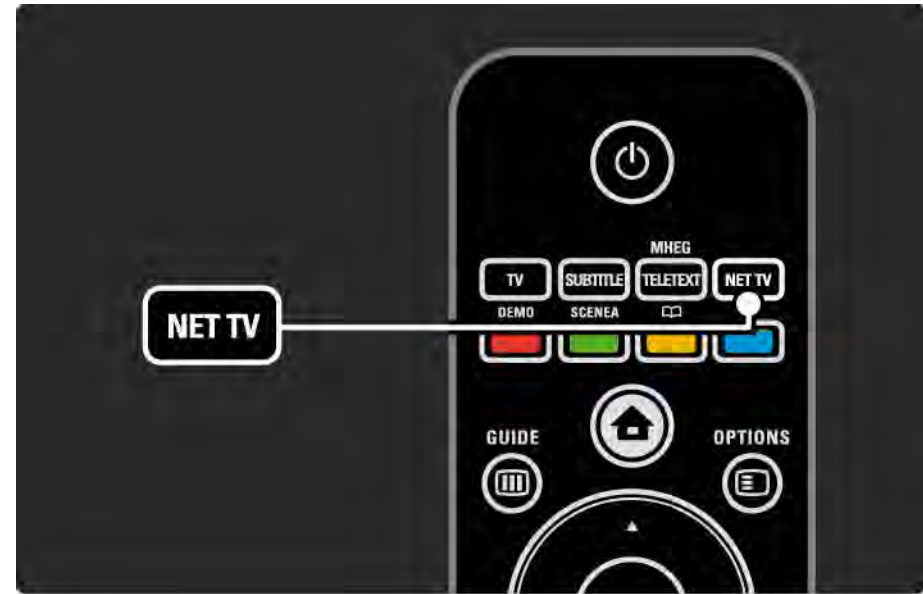 MHEG
TV SUBTITLE TELETEXT NET TV
DEMO SCENEA
NET TV
GUIDE OPTIONS